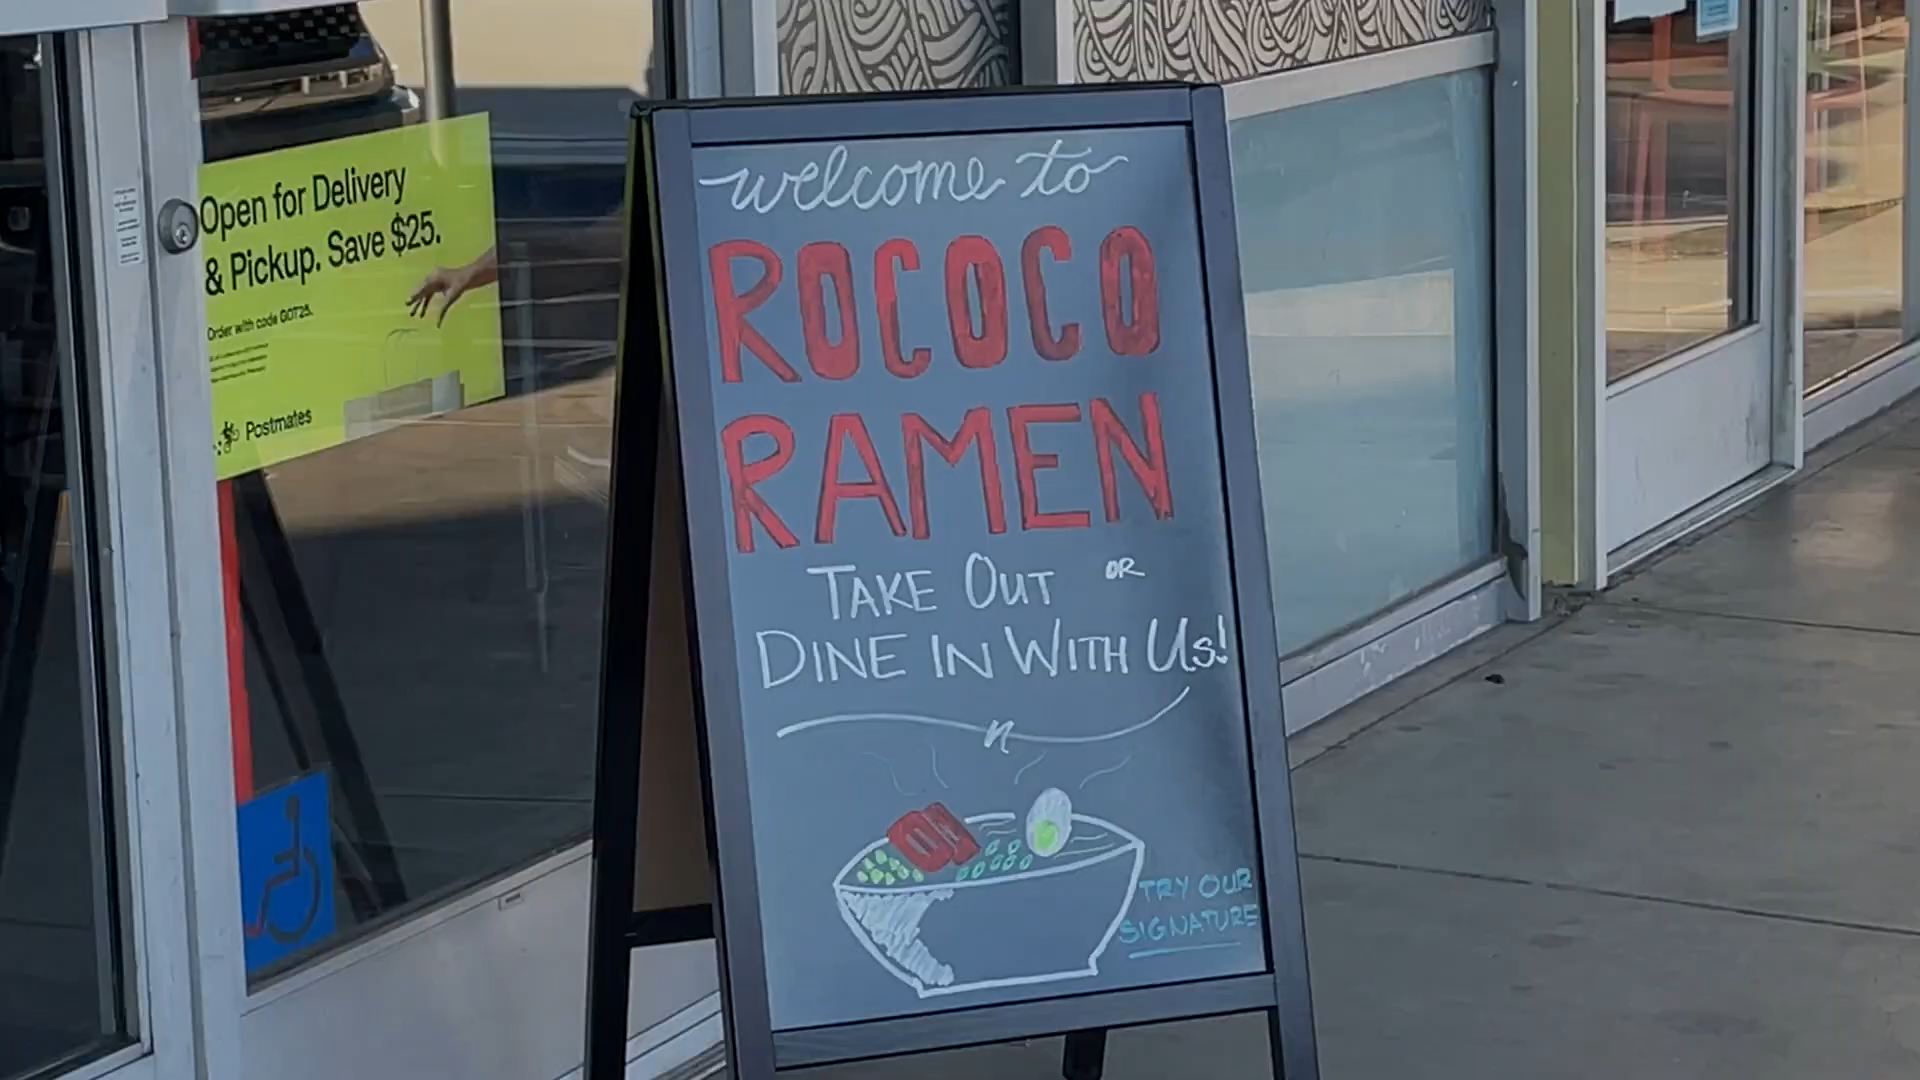 welcome to
ROCOCO
RAMEN
TAKE OUT OR
DINE IN WITH US!
n
TRY OUR
SIGNATURE
Open for Delivery
& Pickup. Save $25.
Order with code GOT25.
Postmates